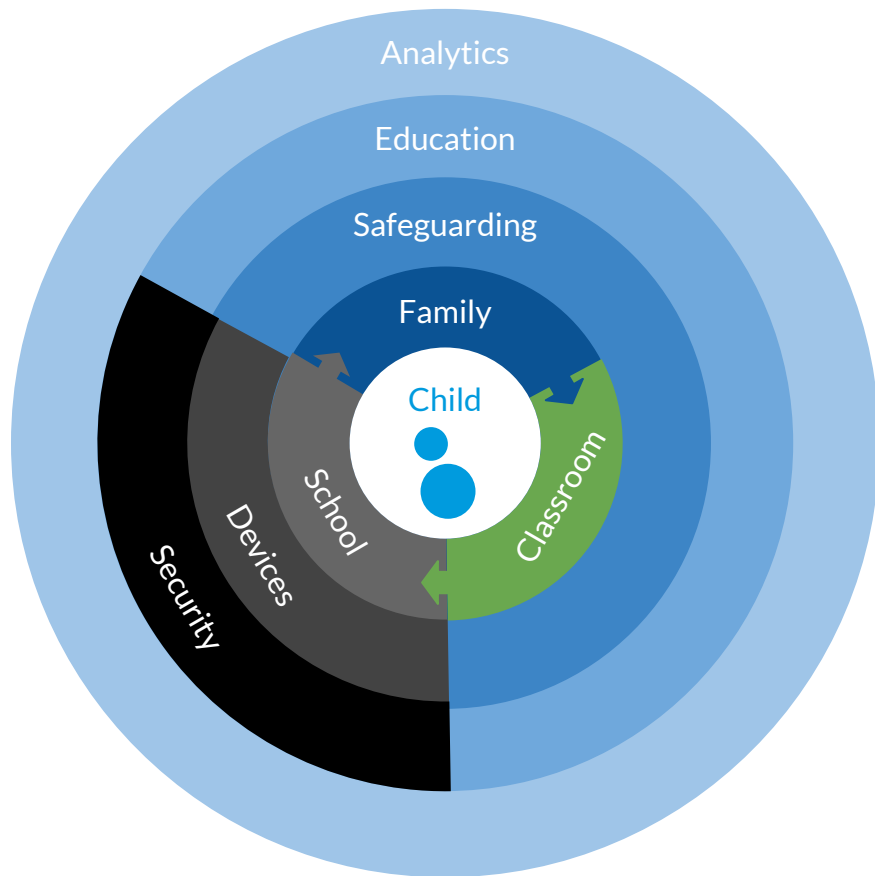 Analytics
Education
Safeguarding
Family
Child
School
Classroom
Devices
Security